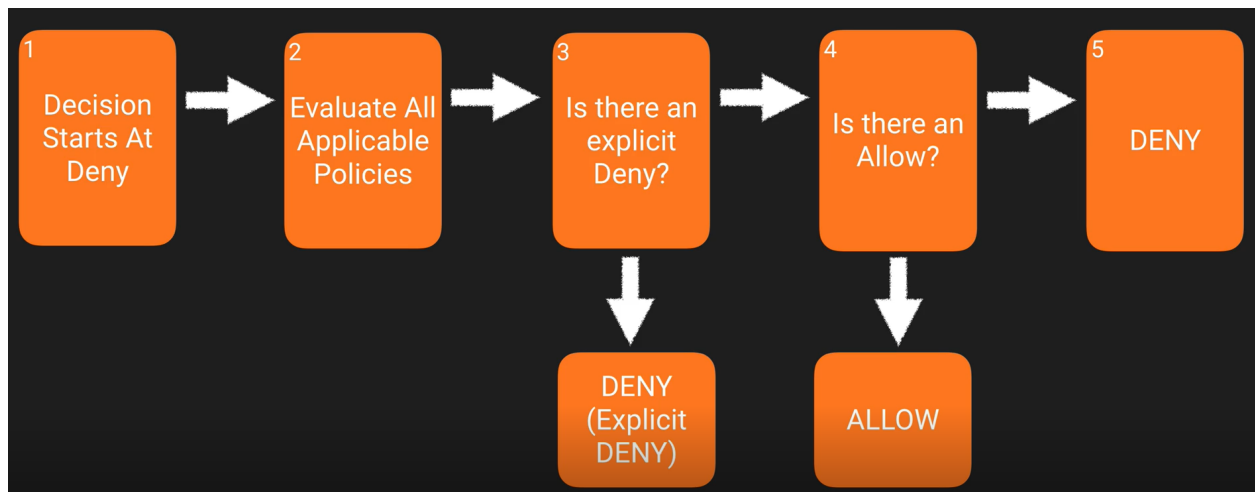 1
Decision
Starts At
Deny
2
Evaluate All
Applicable
Policies
3
Is there an
explicit
Deny?
4
Is there an
Allow?
5
DENY
DENY
(Explicit
DENY)
ALLOW